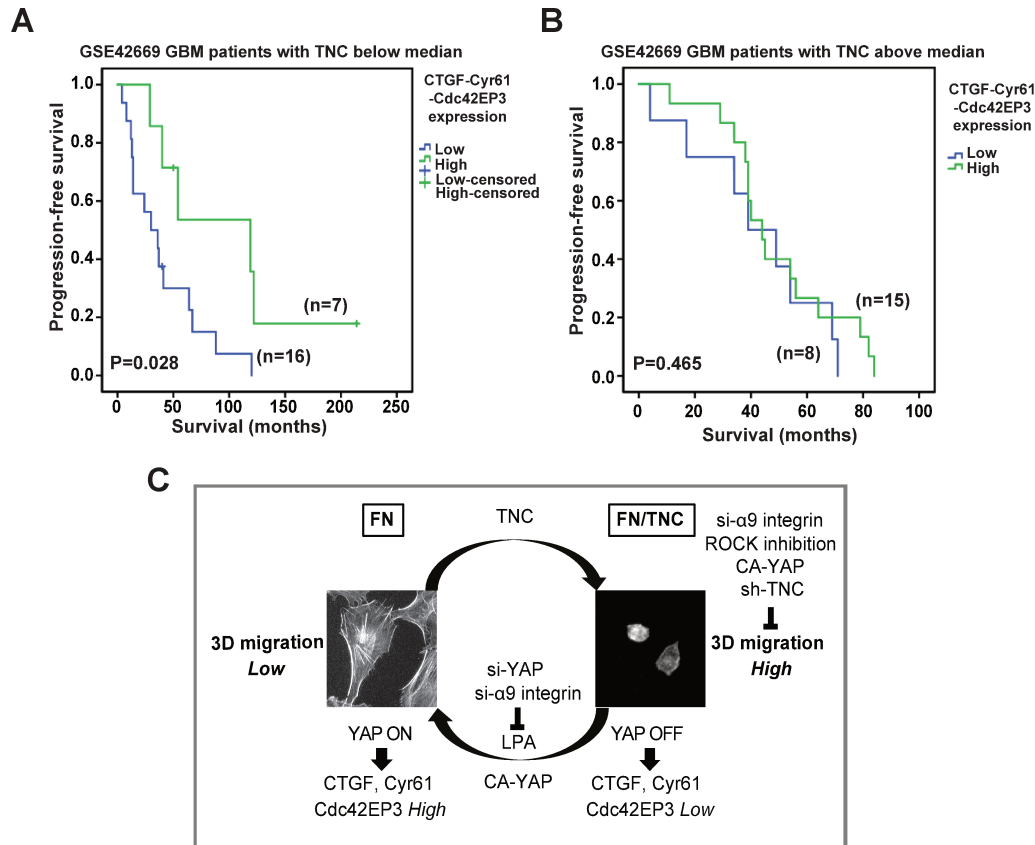 A
GSE42669 GBM patients with TNC below median
CTGF-Cyr61
-Cdc42EP3
expression
Low
High
Low-censored
High-censored
Progression-free survival
1.0
0.8
0.6
0.4
0.2
0.0
(n=7)
(n=16)
P=0.028
0 50 100 150 200 250
Survival (months)
B
GSE42669 GBM patients with TNC above median
CTGF-Cyr61
-Cdc42EP3
expression
Low
High
Progression-free survival
1.0
0.8
0.6
0.4
0.2
0.0
(n=15)
(n=8)
P=0.465
0 20 40 60 80 100
Survival (months)
C
FN
TNC
FN/TNC
si-α9 integrin
ROCK inhibition
CA-YAP
sh-TNC
3D migration
Low
3D migration
High
si-YAP
si-α9 integrin
LPA
CA-YAP
YAP ON
CTGF, Cyr61
Cdc42EP3 High
YAP OFF
CTGF, Cyr61
Cdc42EP3 Low